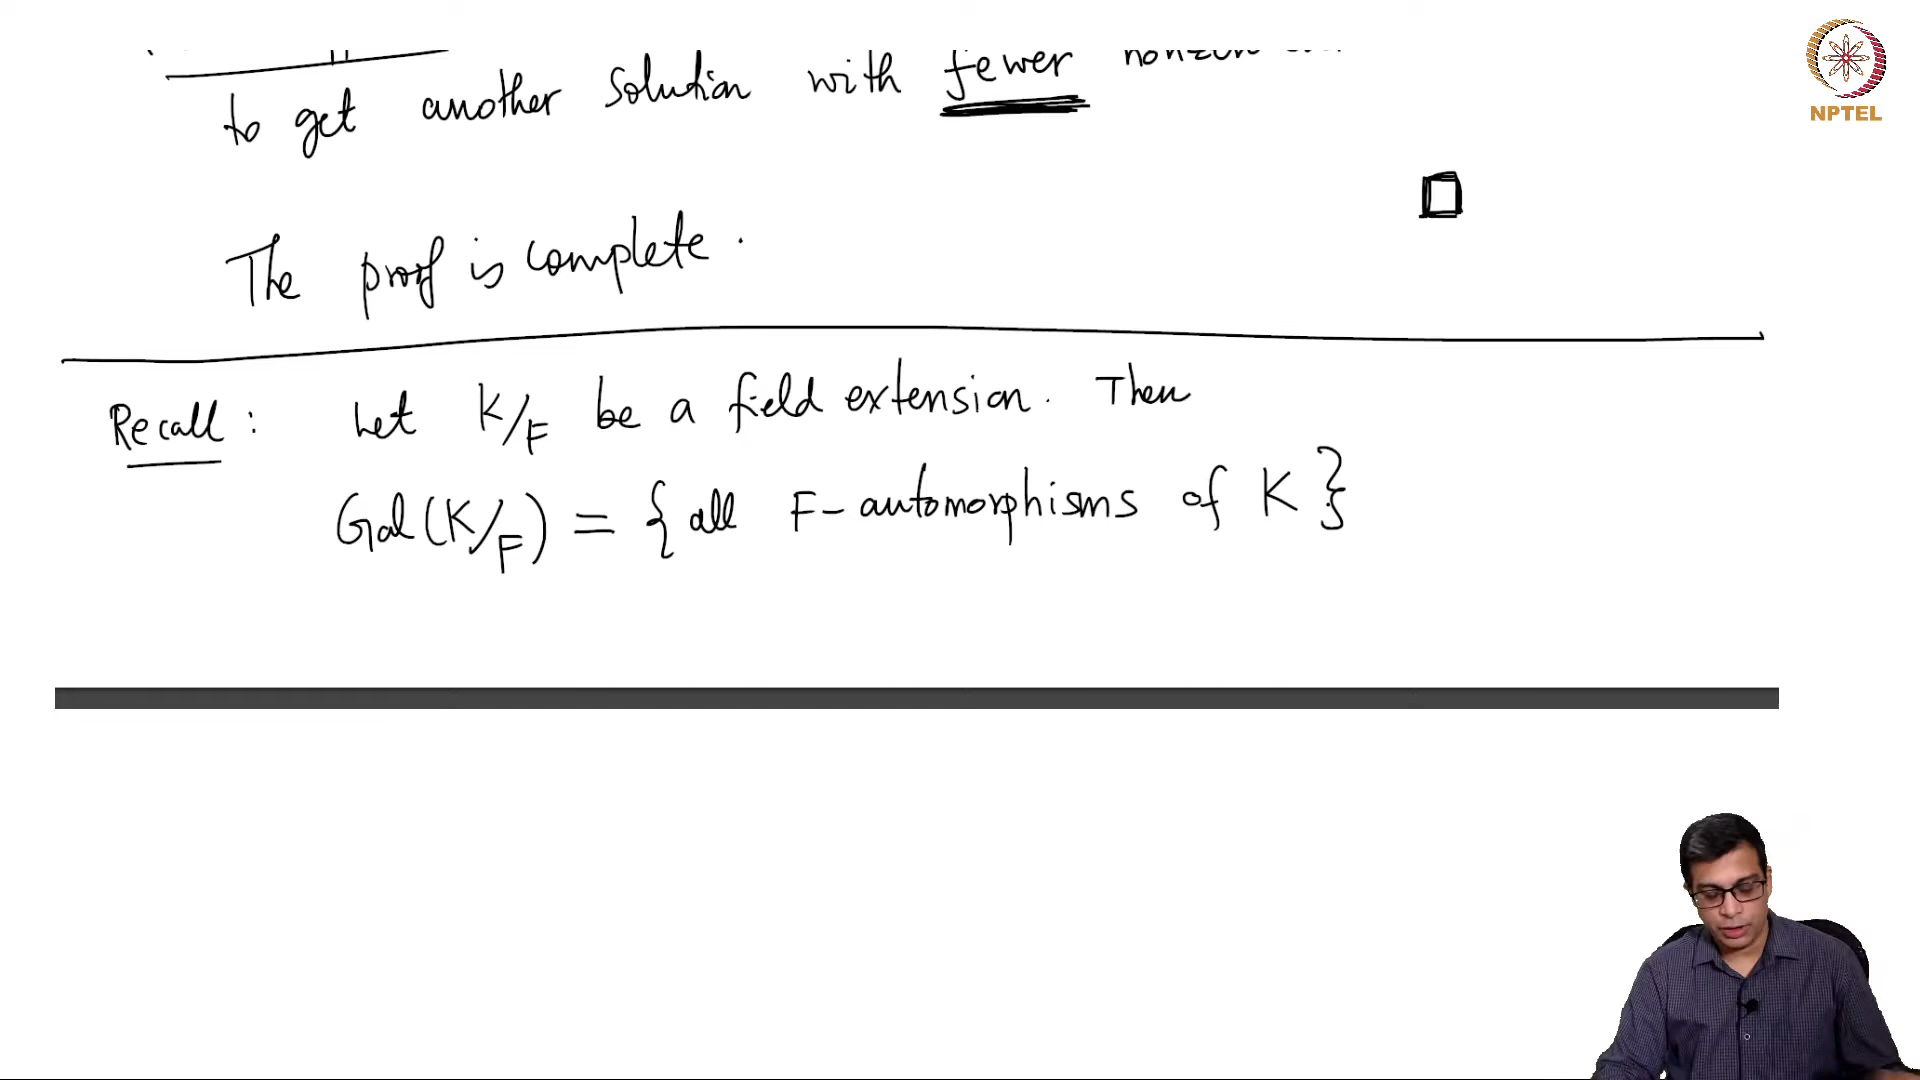 to get another solution with fewer
The proof is complete.
Recall: Let K/F be a field extension. Then
Gal(K/F) = { all F-automorphisms of K }
NPTEL